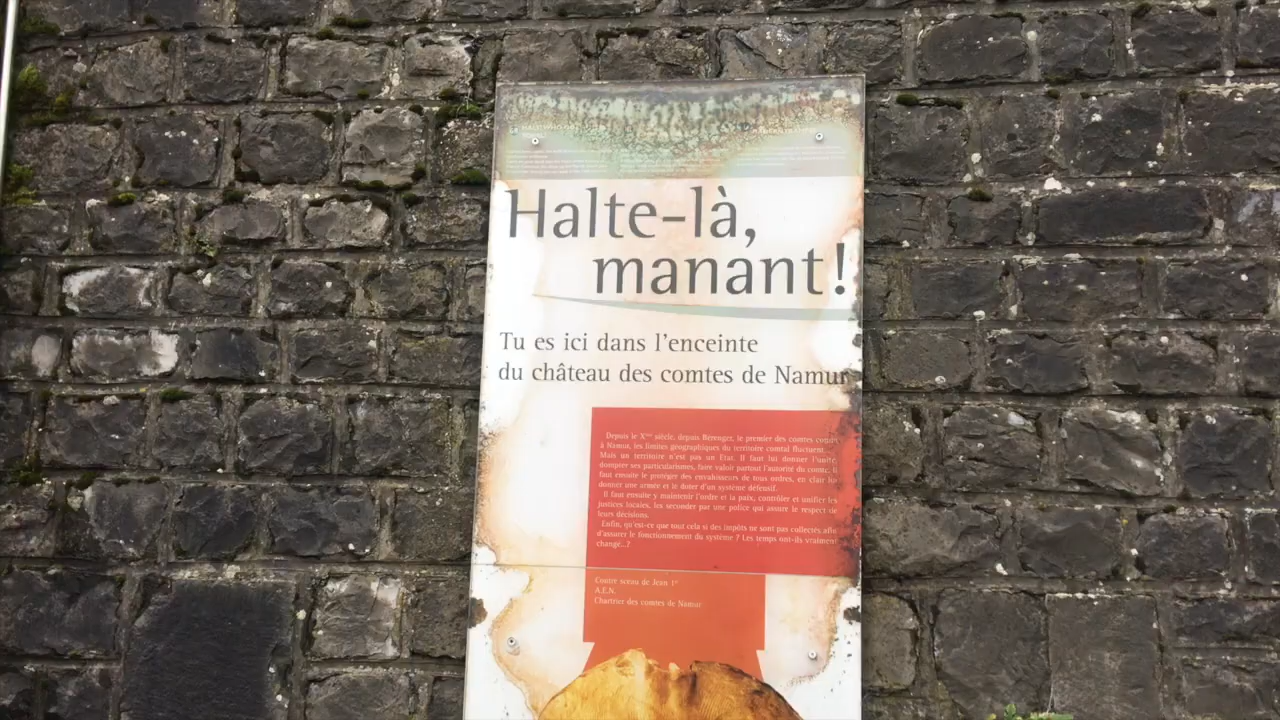 Halte-là,
manant!
Tu es ici dans l'enceinte
du château des comtes de Namur
Depuis le Xème siècle, depuis Bérenger, le premier des comtes connu
à Namur, les limites géographiques du territoire comtal fluctuent...
Mais un territoire n'est pas un Etat. Il faut lui donner l'unité,
dompter ses particularismes, faire valoir partout l'autorité du comte. Il
faut ensuite le protéger des envahisseurs de tous ordres, en clair lui
donner une armée et le doter d'un système défensif.
Il faut ensuite y maintenir l'ordre et la paix, contrôler et unifier les
justices locales, les seconder par une police qui assure le respect de
leurs décisions.
Enfin, qu'est-ce que tout cela si des impôts ne sont pas collectés afin
d'assurer le fonctionnement du système ? Les temps ont-ils vraiment
changé...?
Contre sceau de Jean 1er
A.E.N.
Chartrier des comtes de Namur